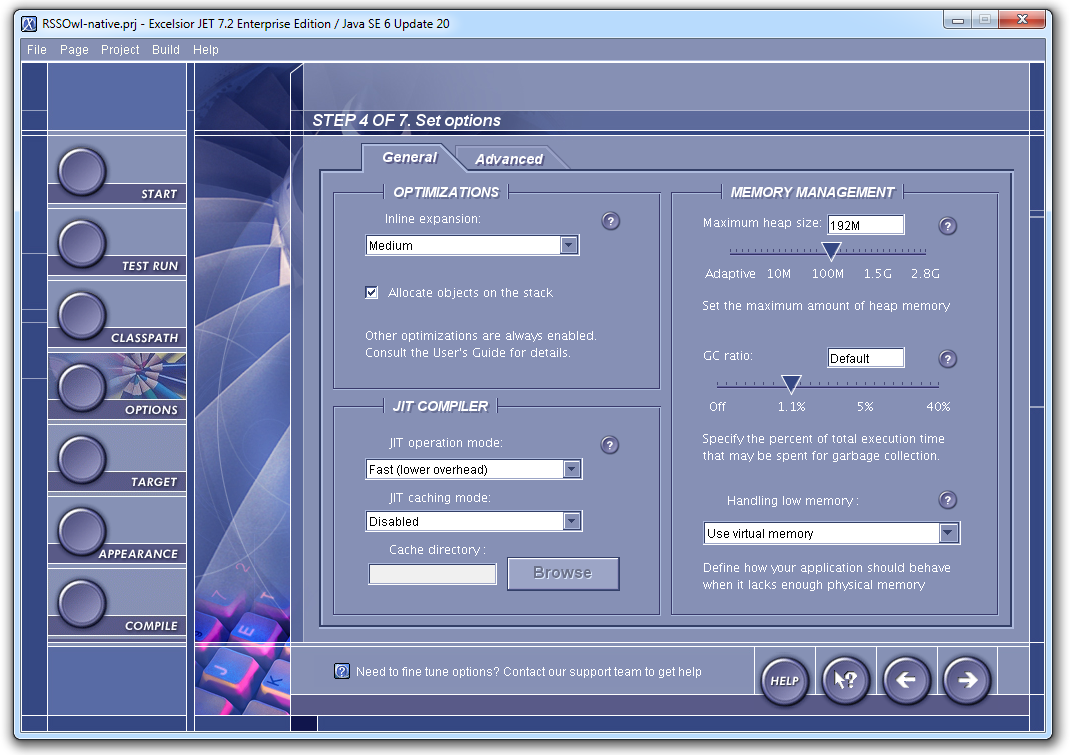 RSSOwl-native.prj - Excelsior JET 7.2 Enterprise Edition / Java SE 6 Update 20
File Page Project Build Help
STEP 4 OF 7. Set options
START
TEST RUN
CLASSPATH
OPTIONS
TARGET
APPEARANCE
COMPILE
General Advanced
OPTIMIZATIONS
Inline expansion: ?
Medium
Allocate objects on the stack
Other optimizations are always enabled.
Consult the User's Guide for details.
JIT COMPILER
JIT operation mode: ?
Fast (lower overhead)
JIT caching mode:
Disabled
Cache directory :
Browse
MEMORY MANAGEMENT
Maximum heap size: 192M ?
Adaptive 10M 100M 1.5G 2.8G
Set the maximum amount of heap memory
GC ratio: Default ?
Off 1.1% 5% 40%
Specify the percent of total execution time
that may be spent for garbage collection.
Handling low memory : ?
Use virtual memory
Define how your application should behave
when it lacks enough physical memory
? Need to fine tune options? Contact our support team to get help
HELP ?